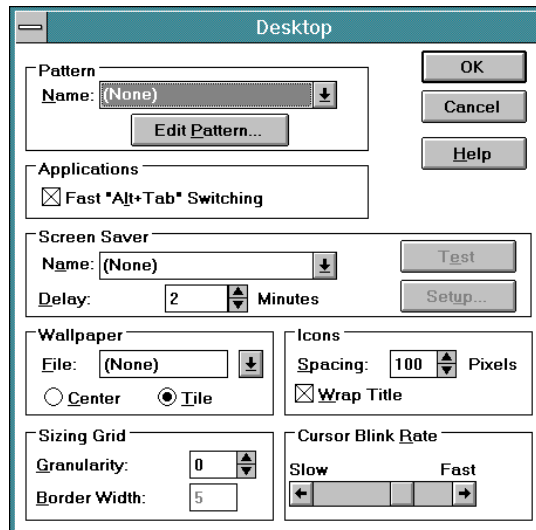 Desktop
Pattern
Name: (None)
Edit Pattern...
OK
Cancel
Help
Applications
Fast "Alt+Tab" Switching
Screen Saver
Name: (None)
Delay: 2 Minutes
Test
Setup...
Wallpaper
File: (None)
Center Tile
Icons
Spacing: 100 Pixels
Wrap Title
Sizing Grid
Granularity: 0
Border Width: 5
Cursor Blink Rate
Slow Fast